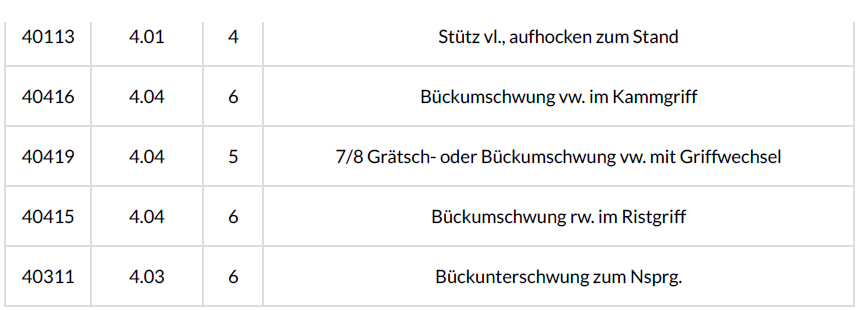 40113 4.01 4 Stütz vl., aufhocken zum Stand
40416 4.04 6 Bückumschwung vw. im Kammgriff
40419 4.04 5 7/8 Grätsch- oder Bückumschwung vw. mit Griffwechsel
40415 4.04 6 Bückumschwung rw. im Ristgriff
40311 4.03 6 Bückunterschwung zum Nsprg.